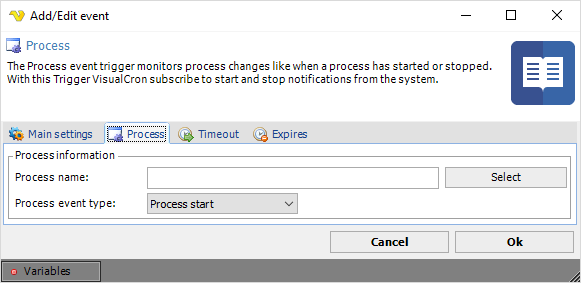 Add/Edit event
Process
The Process event trigger monitors process changes like when a process has started or stopped.
With this Trigger VisualCron subscribe to start and stop notifications from the system.
Main settings
Process
Timeout
Expires
Process information
Process name:
Select
Process event type:
Process start
Cancel
Ok
Variables